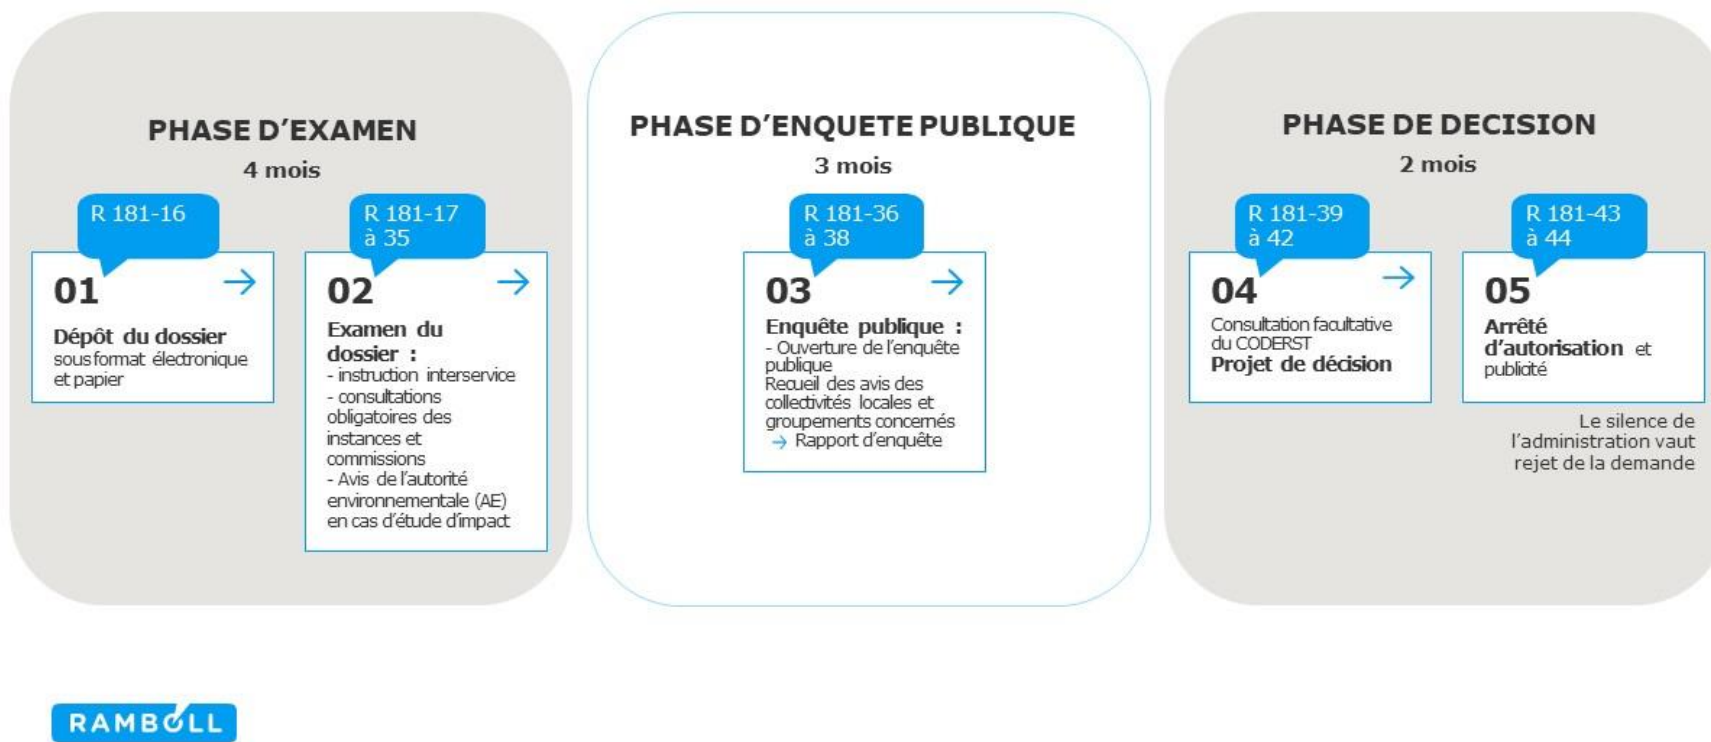 PHASE D'EXAMEN
4 mois
R 181-16
01
→
Dépôt du dossier
sous format électronique
et papier
R 181-17
à 35
02
→
Examen du
dossier :
- instruction interservice
- consultations
obligatoires des
instances et
commissions
- Avis de l'autorité
environnementale (AE)
en cas d'étude d'impact
PHASE D'ENQUETE PUBLIQUE
3 mois
R 181-36
à 38
03
→
Enquête publique :
- Ouverture de l'enquête
publique
Recueil des avis des
collectivités locales et
groupements concernés
→ Rapport d'enquête
PHASE DE DECISION
2 mois
R 181-39
à 42
04
→
Consultation facultative
du CODERST
Projet de décision
R 181-43
à 44
05
Arrêté
d'autorisation et
publicité
Le silence de
l'administration vaut
rejet de la demande
RAMBOLL